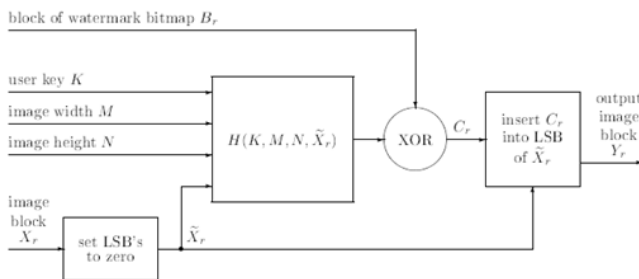 block of watermark bitmap B_r
user key K
image width M
image height N
H(K, M, N, X̃_r)
XOR
C_r
insert C_r
into LSB
of X̃_r
output
image
block
Y_r
image
block
X_r
set LSB's
to zero
X̃_r